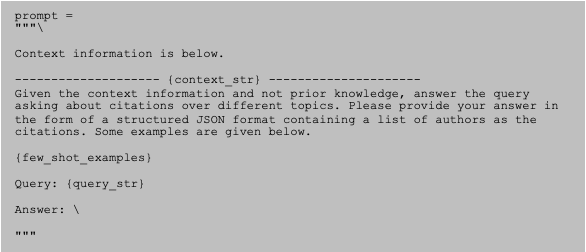 prompt =
"""\
Context information is below.
------------------- {context_str} ---------------------
Given the context information and not prior knowledge, answer the query
asking about citations over different topics. Please provide your answer in
the form of a structured JSON format containing a list of authors as the
citations. Some examples are given below.
{few_shot_examples}
Query: {query_str}
Answer: \
"""